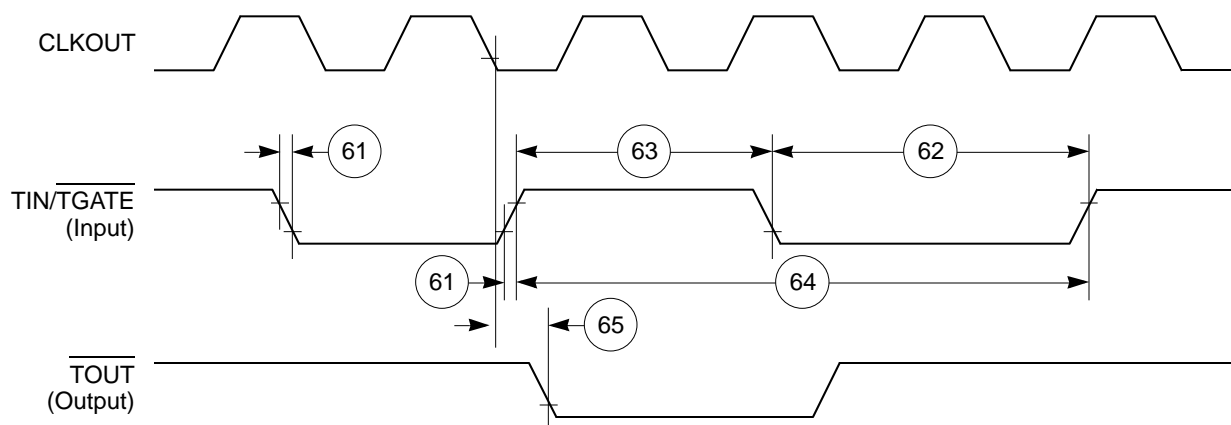 CLKOUT
61
63
62
TIN/TGATE
(Input)
61
64
65
TOUT
(Output)